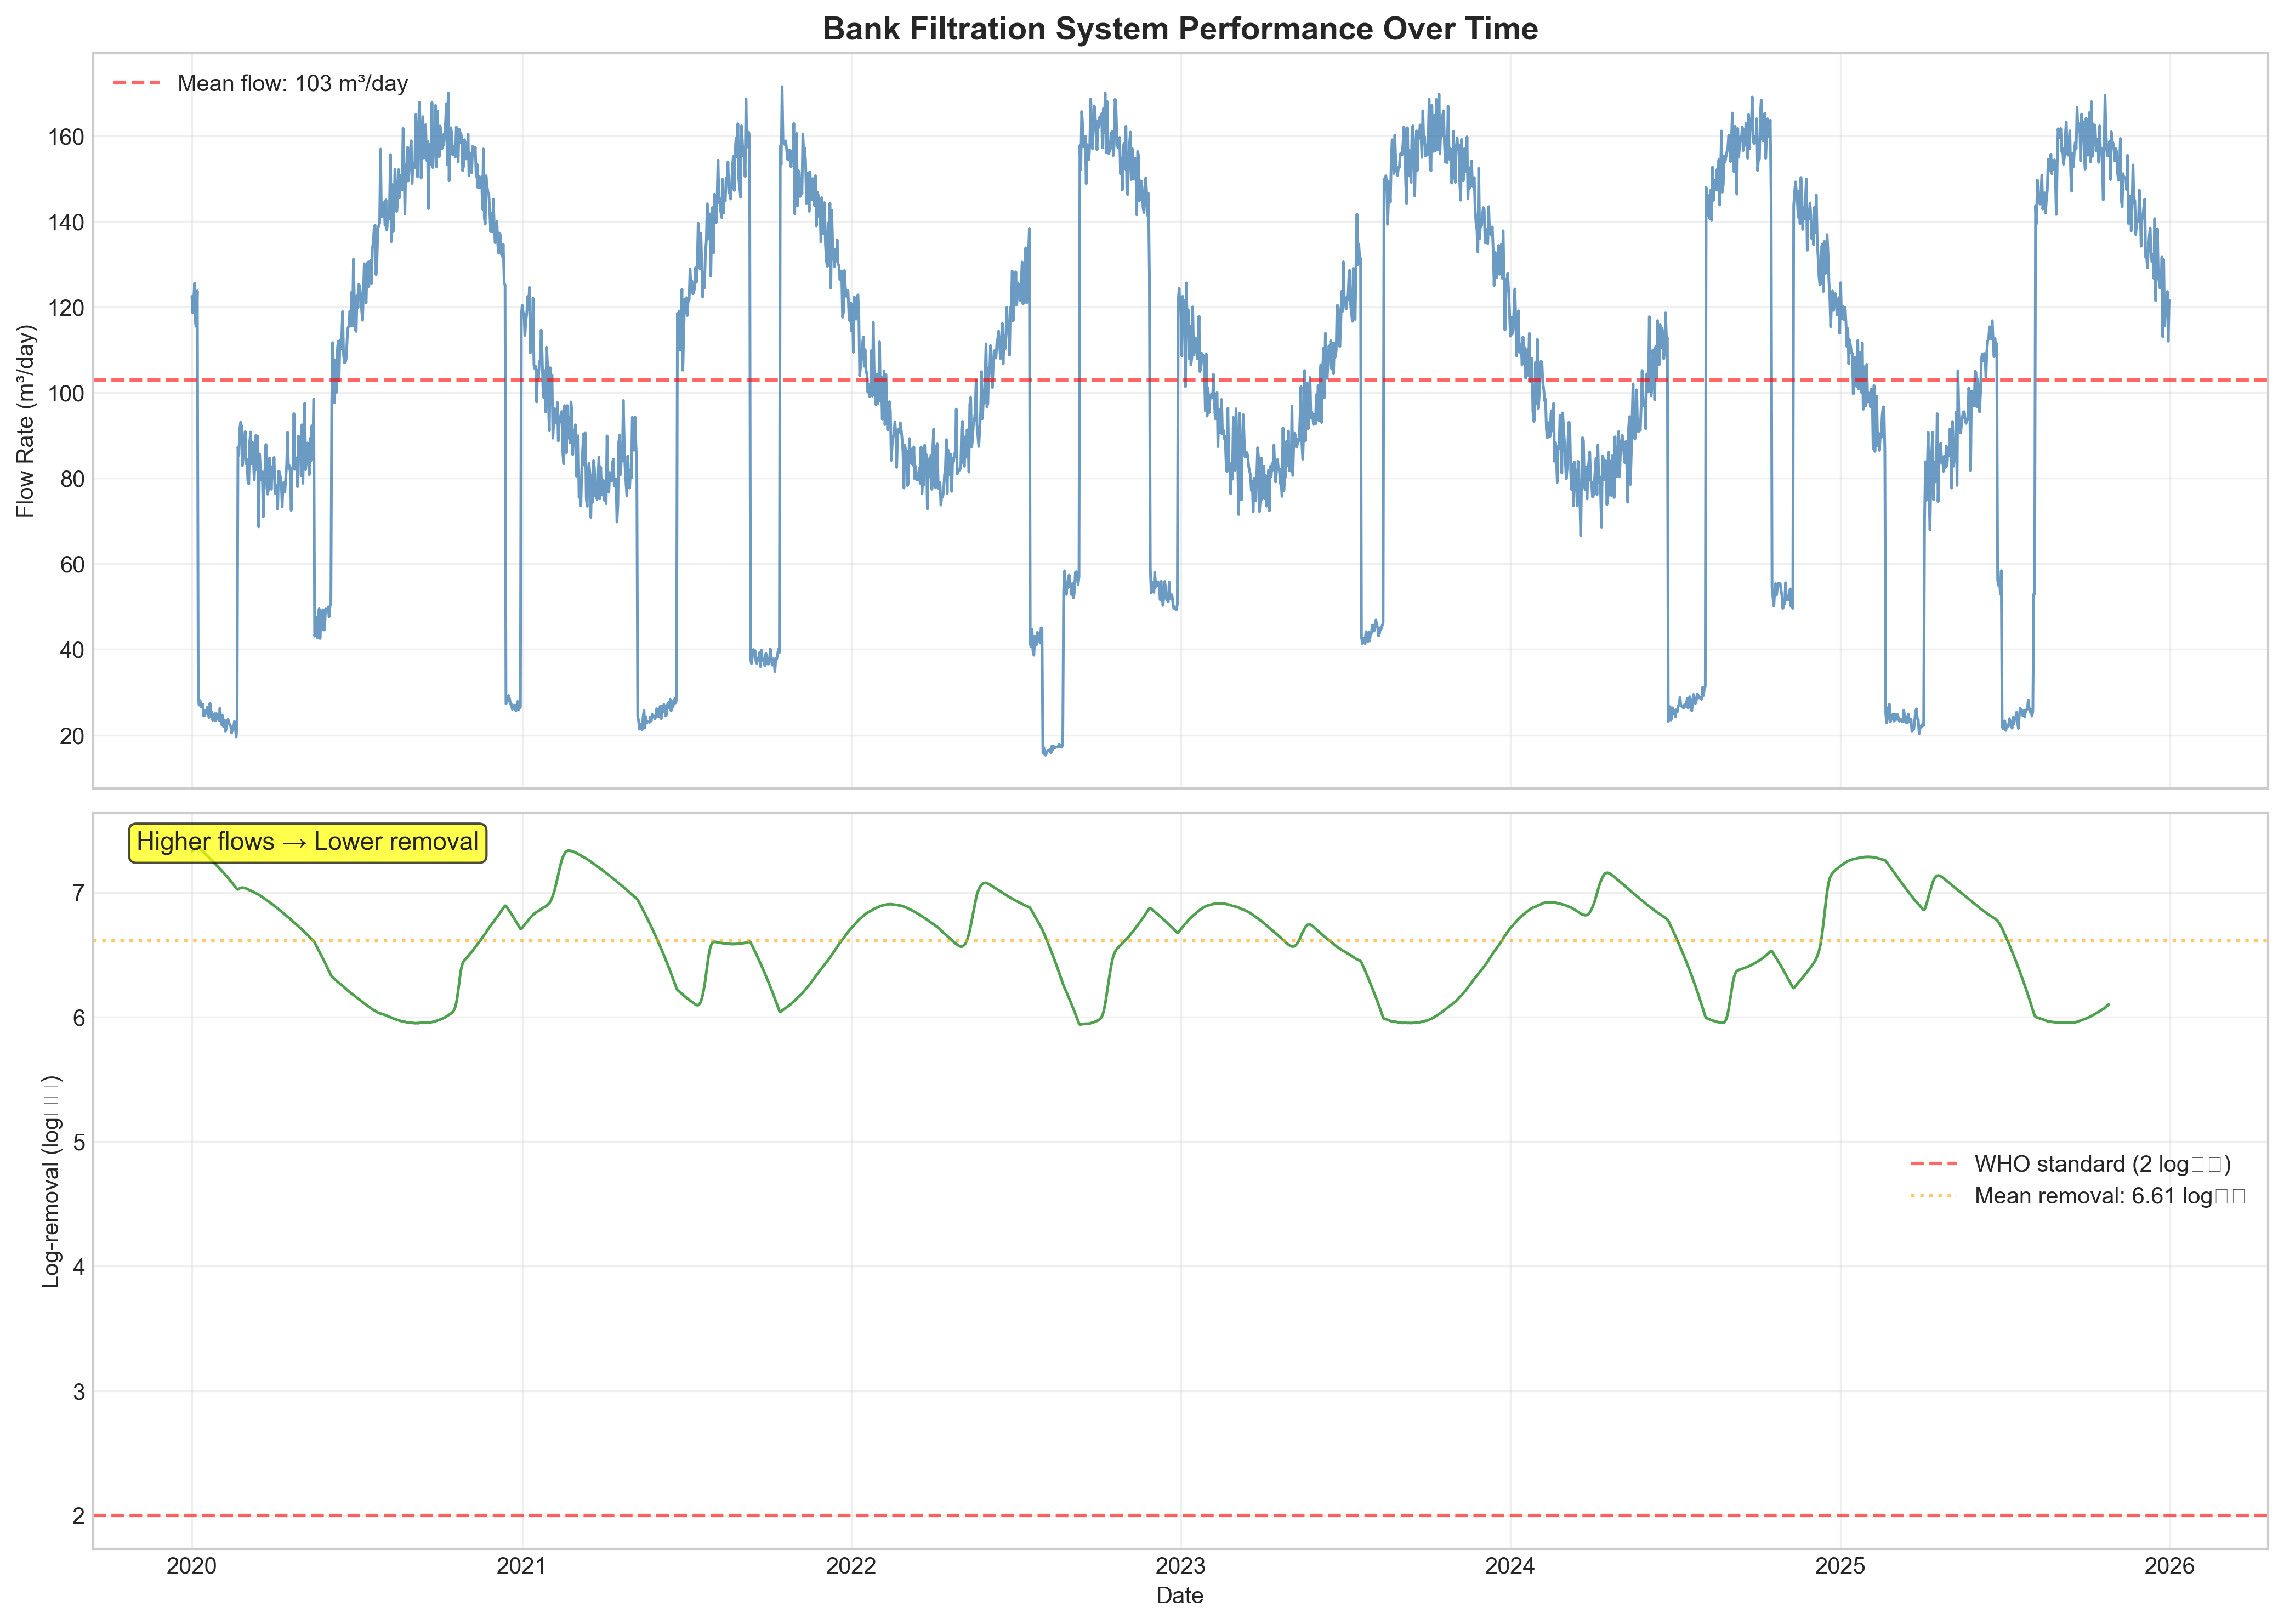 Bank Filtration System Performance Over Time
Mean flow: 103 m³/day
160
140
120
100
80
60
40
20
Flow Rate (m³/day)
Higher flows → Lower removal
7
6
5
4
3
2
Log-removal (log□□)
WHO standard (2 log□□)
Mean removal: 6.61 log□□
2020
2021
2022
2023
2024
2025
2026
Date